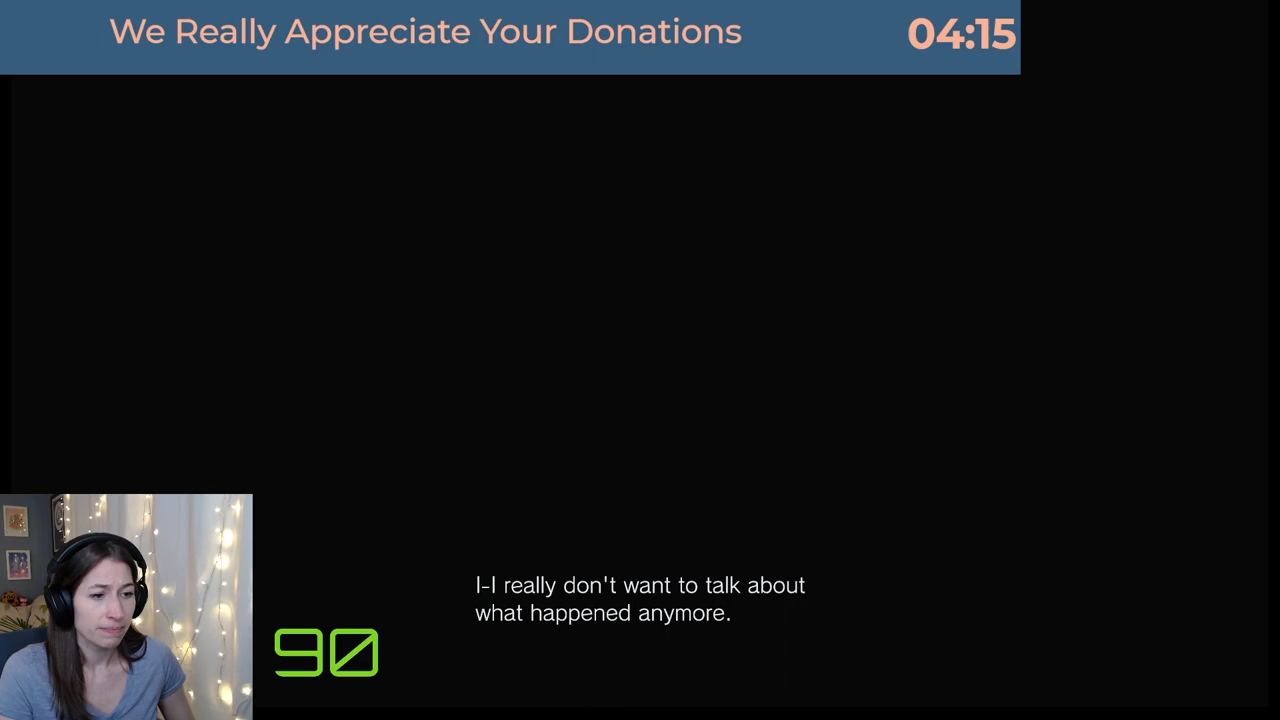 We Really Appreciate Your Donations
04:15
I-I really don't want to talk about
what happened anymore.
90